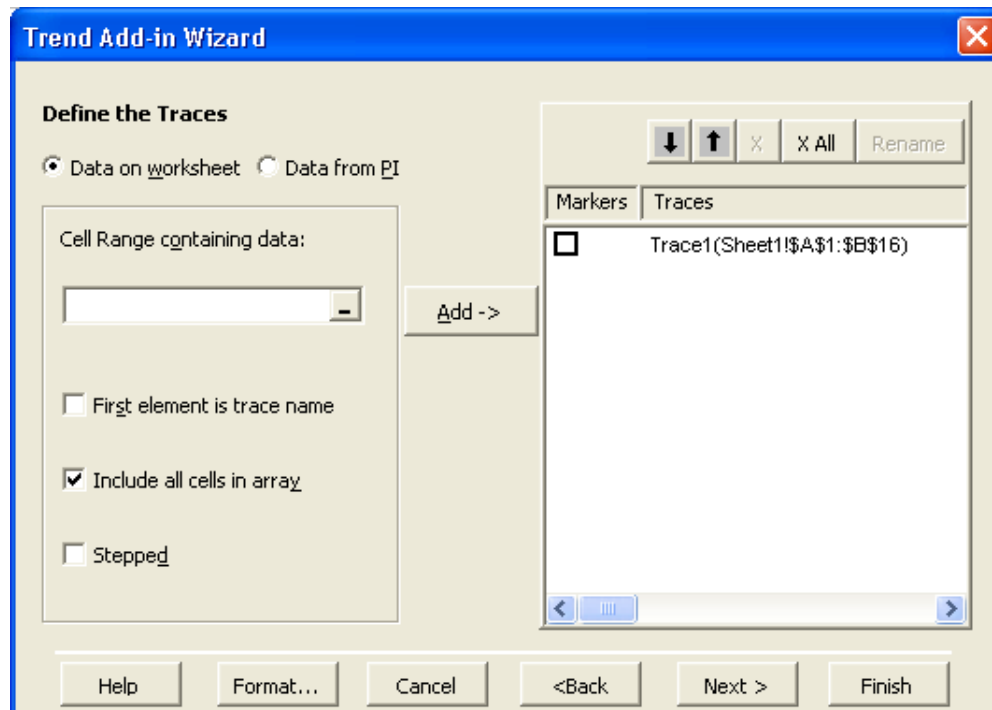 Trend Add-in Wizard
Define the Traces
Data on worksheet Data from PI
Cell Range containing data:
First element is trace name
Include all cells in array
Stepped
Add ->
X X All Rename
Markers Traces
Trace1(Sheet1!$A$1:$B$16)
Help Format... Cancel <Back Next > Finish